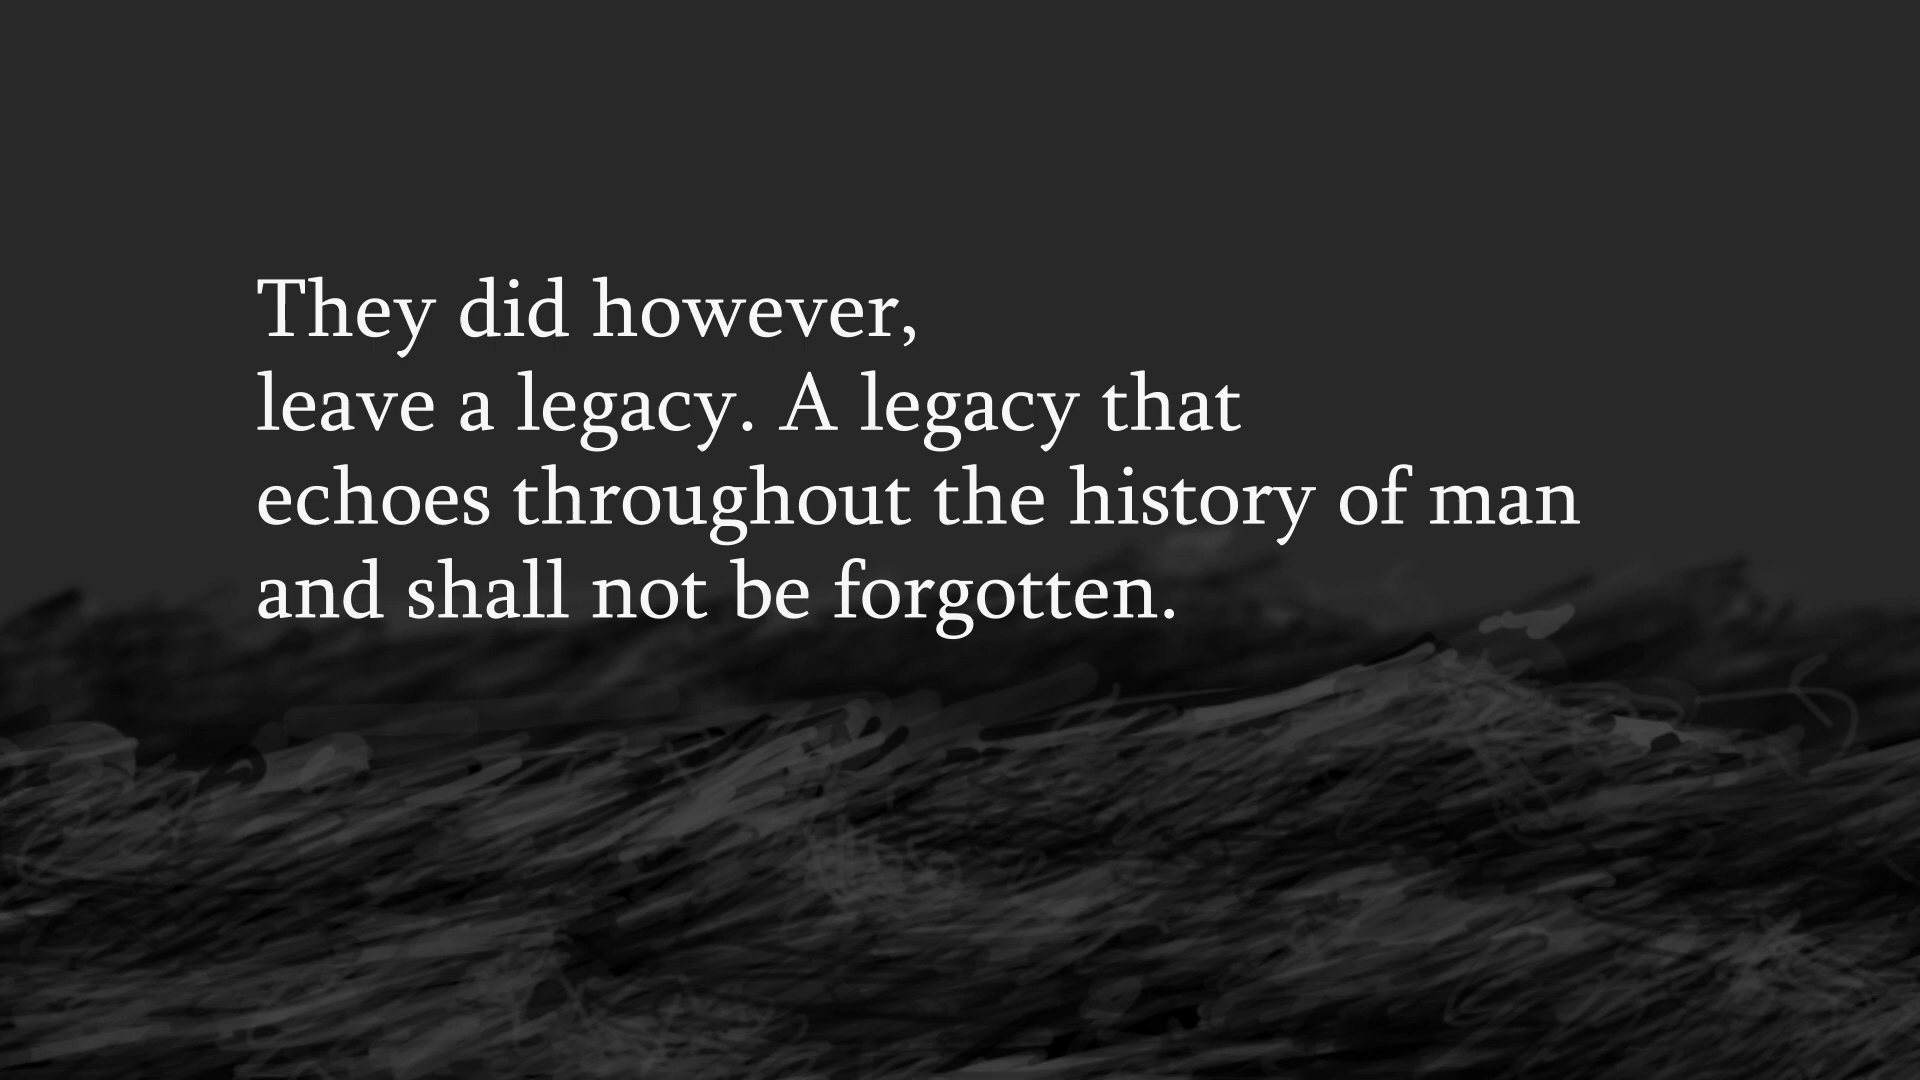 They did however,
leave a legacy. A legacy that
echoes throughout the history of man
and shall not be forgotten.